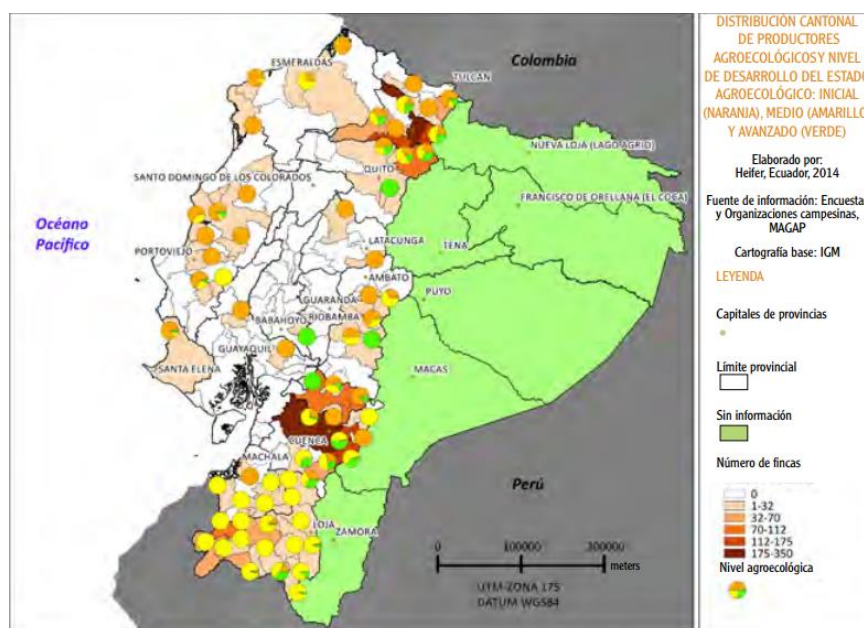 Colombia
ESMERALDAS
TULCAN
NUEVA LOJA (LAGO AGRIO)
QUITO
SANTO DOMINGO DE LOS COLORADOS
FRANCISCO DE ORELLANA (EL COBA)
Océano
Pacífico
PORTOVIEJO
LATACUNGA
TENA
AMBATO
PUYO
GUARANDA
RIOBAMBA
BABAHOYO
GUAYAQUIL
SANTA ELENA
MACAS
CUENCA
MACHALA
Perú
LOJA
ZAMORA
0 100000 200000 meters
UTM-ZONA 17S
DATUM WGS84
DISTRIBUCIÓN CANTONAL
DE PRODUCTORES
AGROECOLÓGICOS Y NIVEL
DE DESARROLLO DEL ESTADO
AGROECOLÓGICO: INICIAL
(NARANJA), MEDIO (AMARILLO
Y AVANZADO (VERDE)
Elaborado por:
Heifer, Ecuador, 2014
Fuente de información: Encuesta
y Organizaciones campesinas,
MAGAP
Cartografía base: IGM
LEYENDA
Capitales de provincias
Límite provincial
Sin información
Número de fincas
0
1-32
32-70
70-112
112-175
175-350
Nivel agroecológica